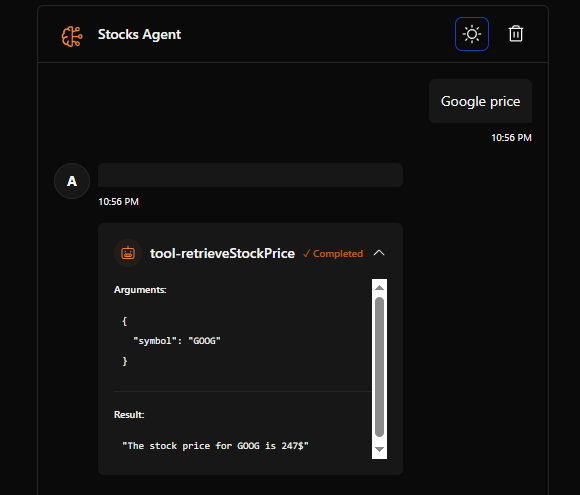 Stocks Agent
Google price
10:56 PM
A
10:56 PM
tool-retrieveStockPrice ✓ Completed
Arguments:
{
"symbol": "GOOG"
}
Result:
"The stock price for GOOG is 247$"